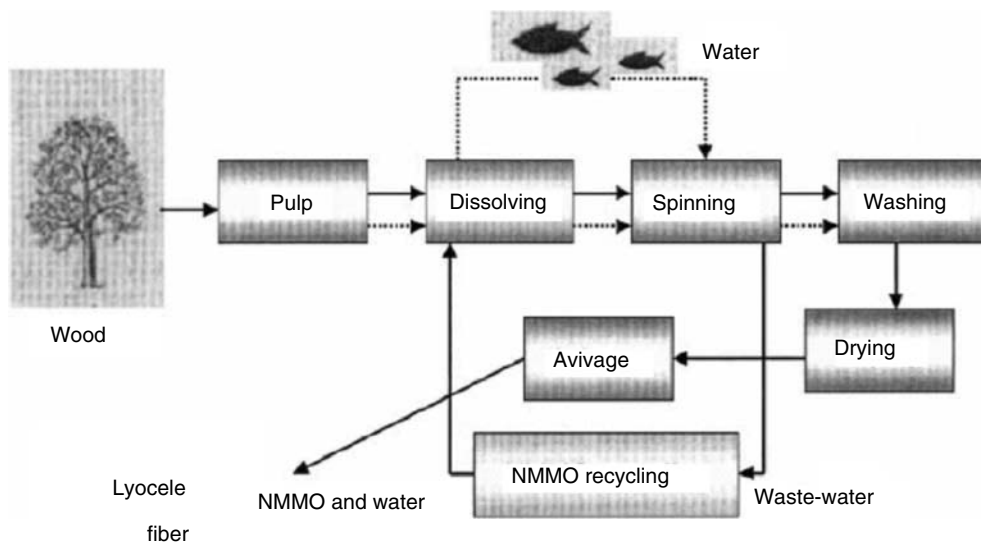 Water
Pulp
Dissolving
Spinning
Washing
Wood
Avivage
Drying
NMMO recycling
Lyocele
fiber
NMMO and water
Waste-water